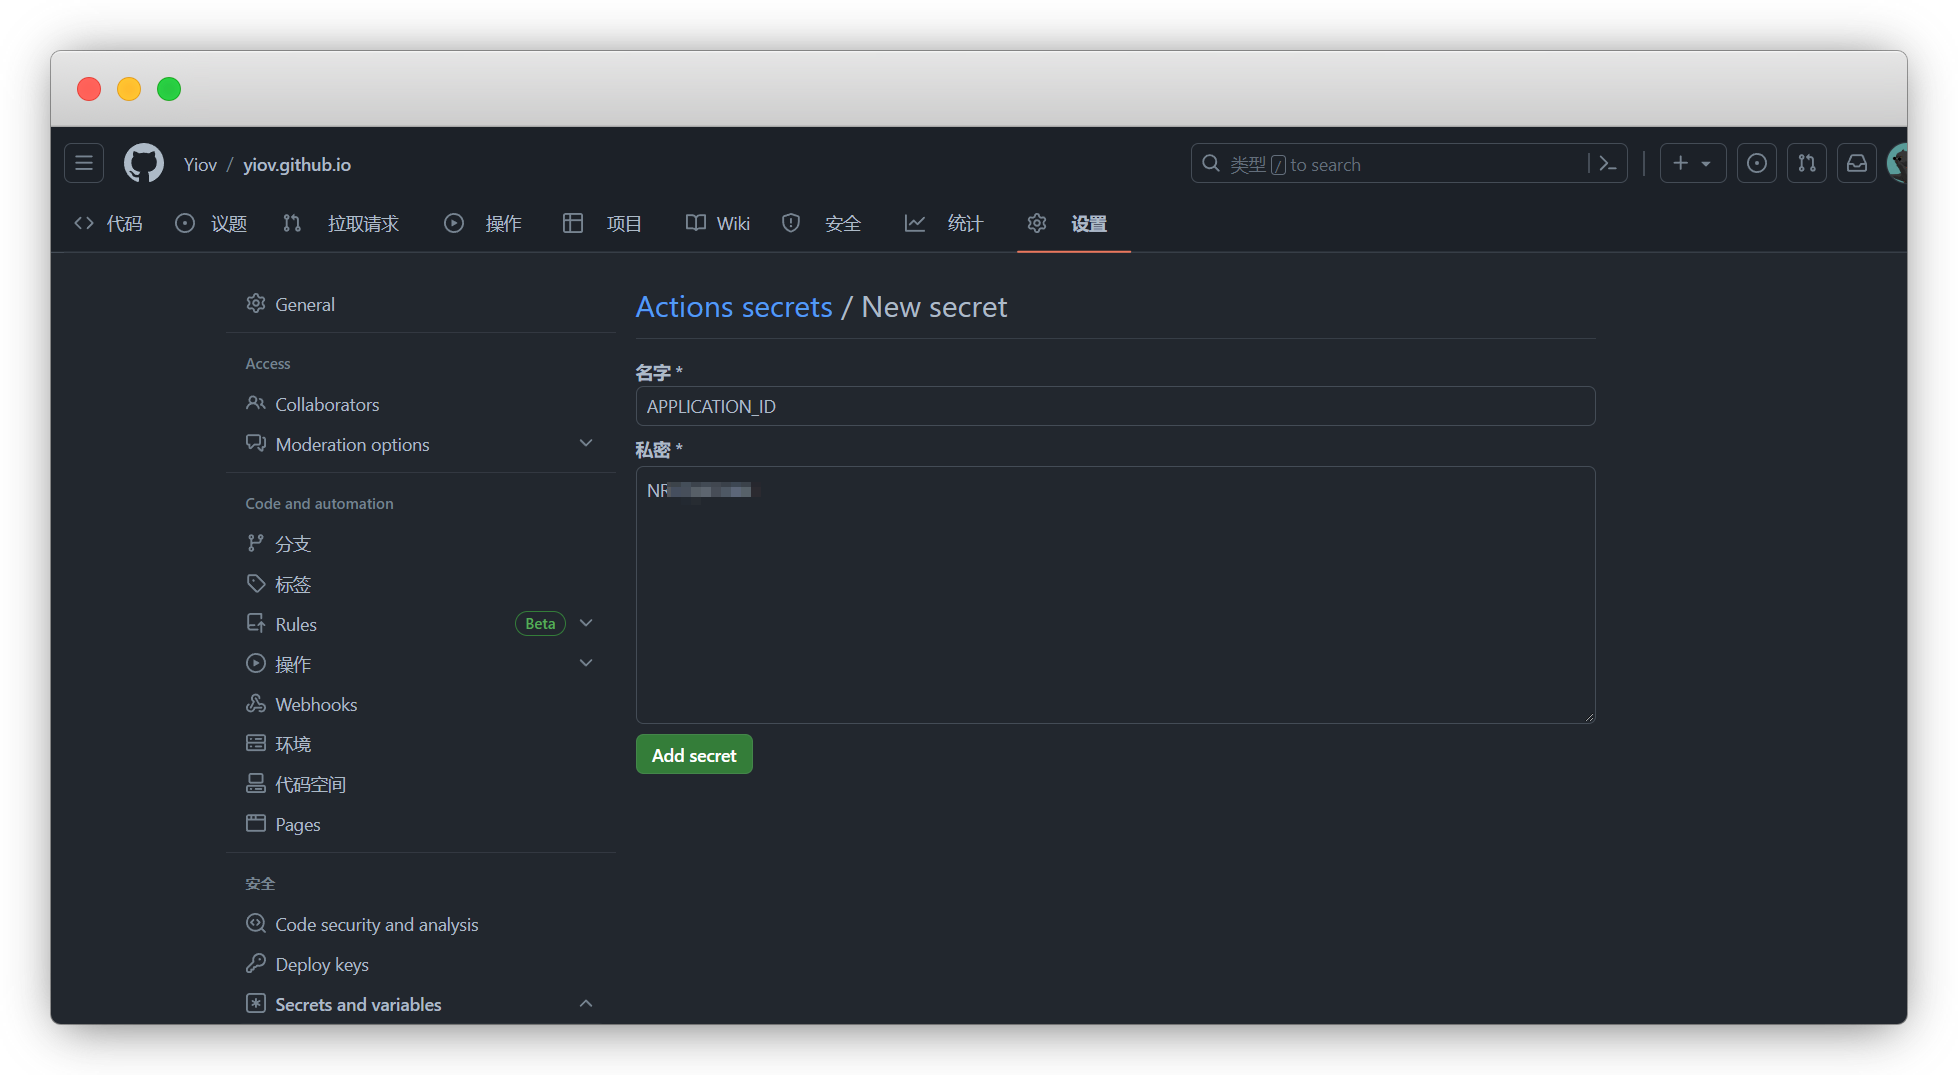 Yiov / yiov.github.io
类型 / to search
代码 议题 拉取请求 操作 项目 Wiki 安全 统计 设置
General
Access
Collaborators
Moderation options
Code and automation
分支
标签
Rules Beta
操作
Webhooks
环境
代码空间
Pages
安全
Code security and analysis
Deploy keys
Secrets and variables
Actions secrets / New secret
名字 *
APPLICATION_ID
私密 *
Add secret